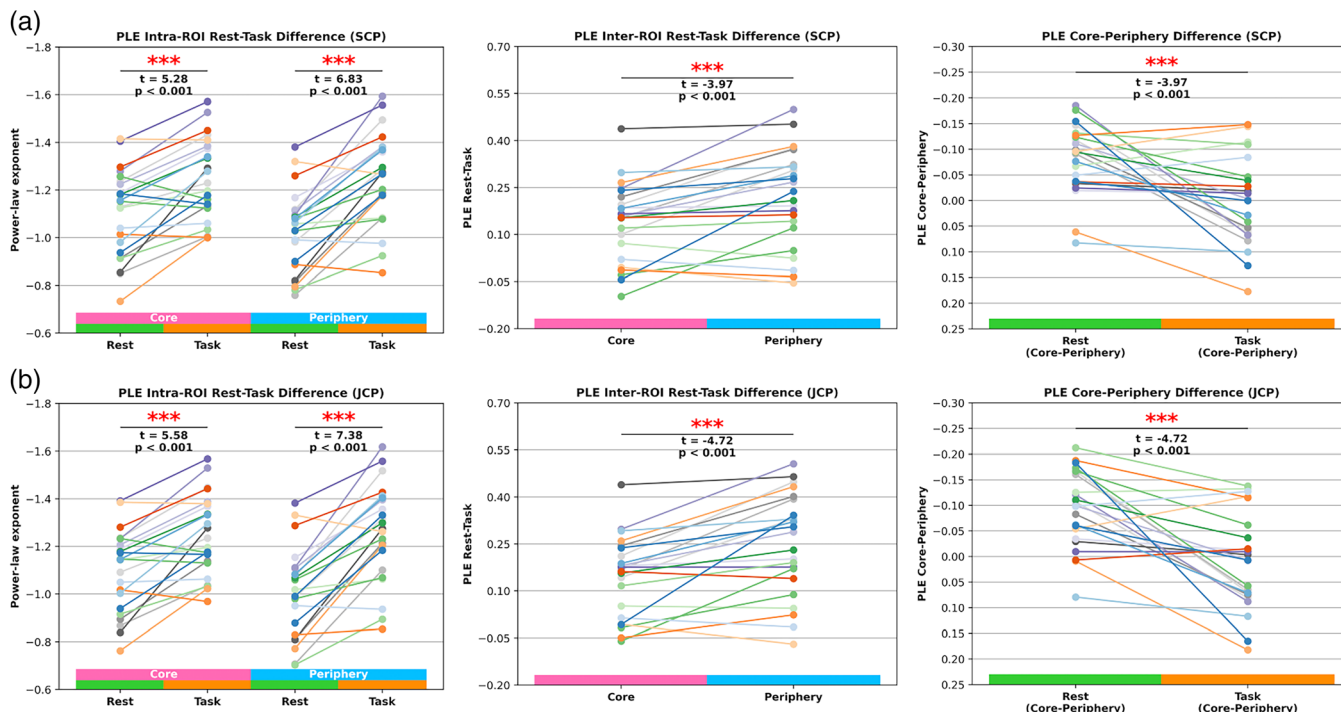 (a)
PLE Intra-ROI Rest-Task Difference (SCP)
Power-law exponent
−1.8
−1.6
−1.4
−1.2
−1.0
−0.8
−0.6
***
t = 5.28
p < 0.001
***
t = 6.83
p < 0.001
Core
Periphery
Rest
Task
Rest
Task
PLE Inter-ROI Rest-Task Difference (SCP)
PLE Rest-Task
0.70
0.55
0.40
0.25
0.10
−0.05
−0.20
***
t = -3.97
p < 0.001
Core
Periphery
PLE Core-Periphery Difference (SCP)
PLE Core-Periphery
−0.30
−0.25
−0.20
−0.15
−0.10
−0.05
0.00
0.05
0.10
0.15
0.20
0.25
***
t = -3.97
p < 0.001
Rest
(Core-Periphery)
Task
(Core-Periphery)
(b)
PLE Intra-ROI Rest-Task Difference (JCP)
Power-law exponent
−1.8
−1.6
−1.4
−1.2
−1.0
−0.8
−0.6
***
t = 5.58
p < 0.001
***
t = 7.38
p < 0.001
Core
Periphery
Rest
Task
Rest
Task
PLE Inter-ROI Rest-Task Difference (JCP)
PLE Rest-Task
0.70
0.55
0.40
0.25
0.10
−0.05
−0.20
***
t = -4.72
p < 0.001
Core
Periphery
PLE Core-Periphery Difference (JCP)
PLE Core-Periphery
−0.30
−0.25
−0.20
−0.15
−0.10
−0.05
0.00
0.05
0.10
0.15
0.20
0.25
***
t = -4.72
p < 0.001
Rest
(Core-Periphery)
Task
(Core-Periphery)